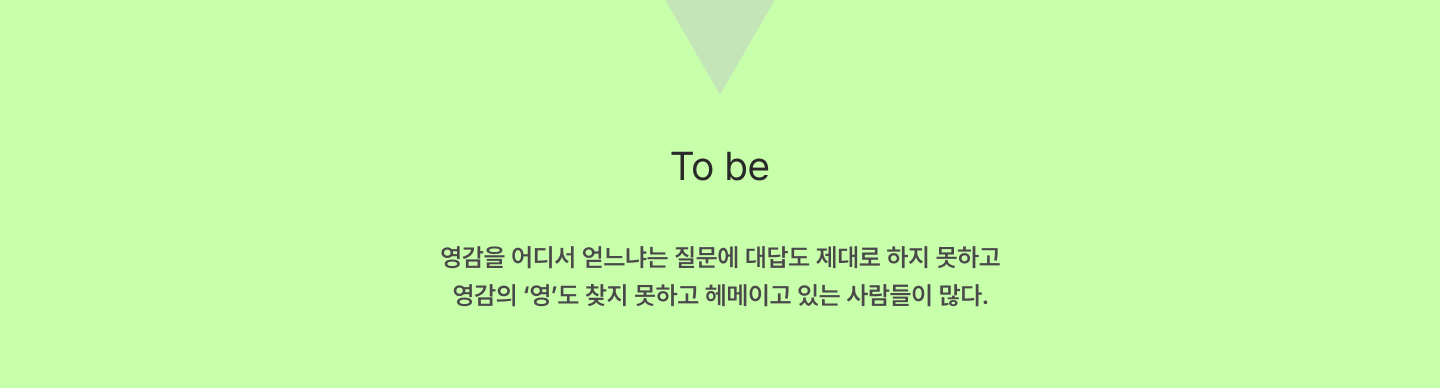 To be
영감을 어디서 얻느냐는 질문에 대답도 제대로 하지 못하고
영감의 ‘영’도 찾지 못하고 헤메이고 있는 사람들이 많다.